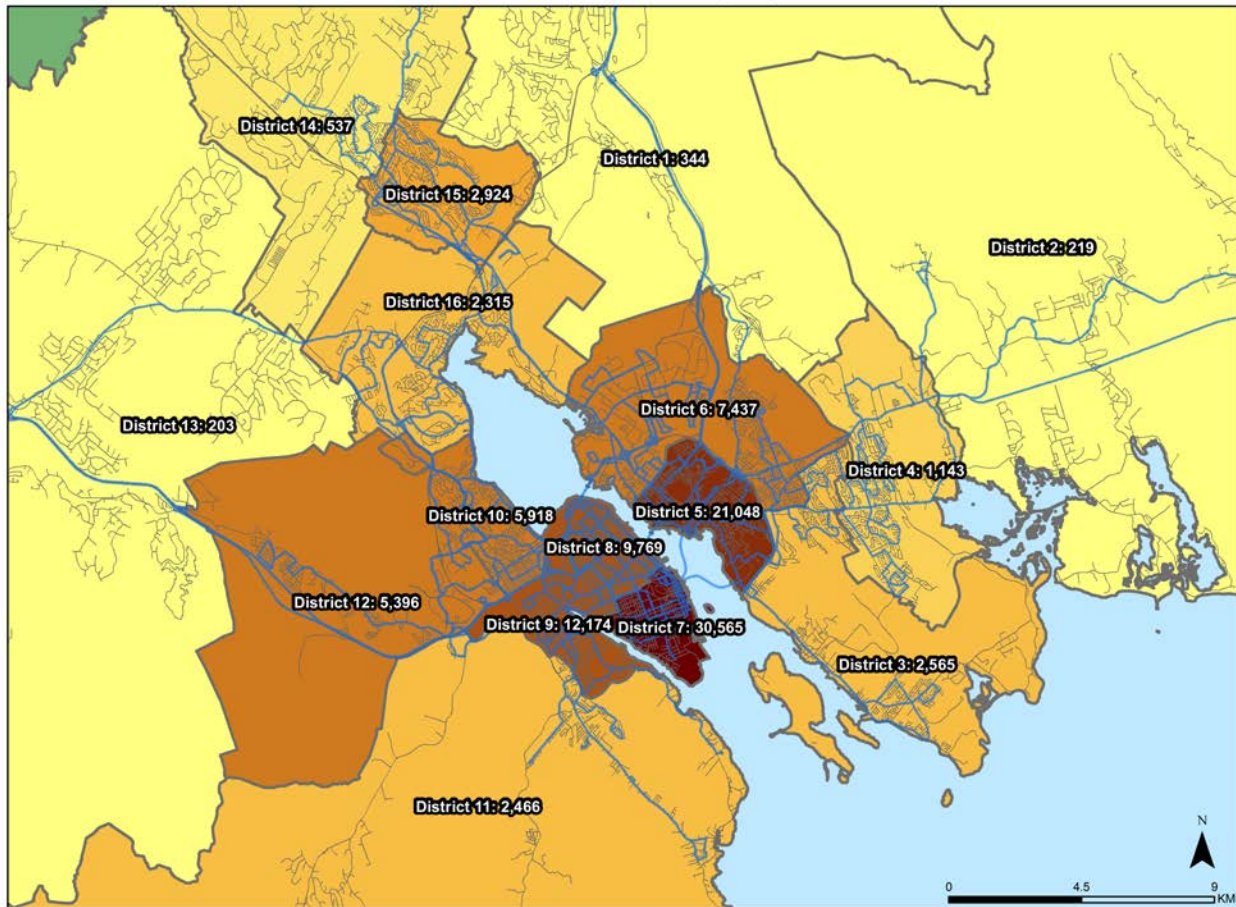 District 14: 537
District 1: 344
District 15: 2,924
District 2: 219
District 16: 2,315
District 6: 7,437
District 13: 203
District 4: 1,143
District 10: 5,918
District 5: 21,048
District 8: 9,769
District 12: 5,396
District 9: 12,174
District 7: 30,565
District 3: 2,565
District 11: 2,466
N
0 4.5 9
KM